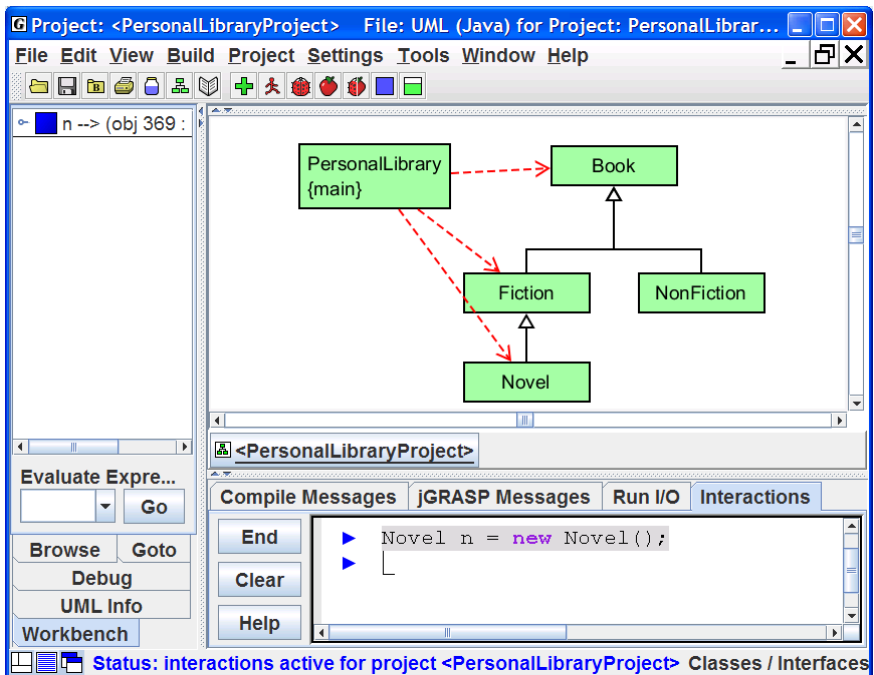 Project: <PersonalLibraryProject> File: UML (Java) for Project: PersonalLibrar...
File Edit View Build Project Settings Tools Window Help
n --> (obj 369 :
PersonalLibrary
{main}
Book
Fiction
NonFiction
Novel
<PersonalLibraryProject>
Evaluate Expre...
Go
Browse Goto
Debug
UML Info
Workbench
Compile Messages jGRASP Messages Run I/O Interactions
End
Clear
Help
Novel n = new Novel();
Status: interactions active for project <PersonalLibraryProject> Classes / Interfaces